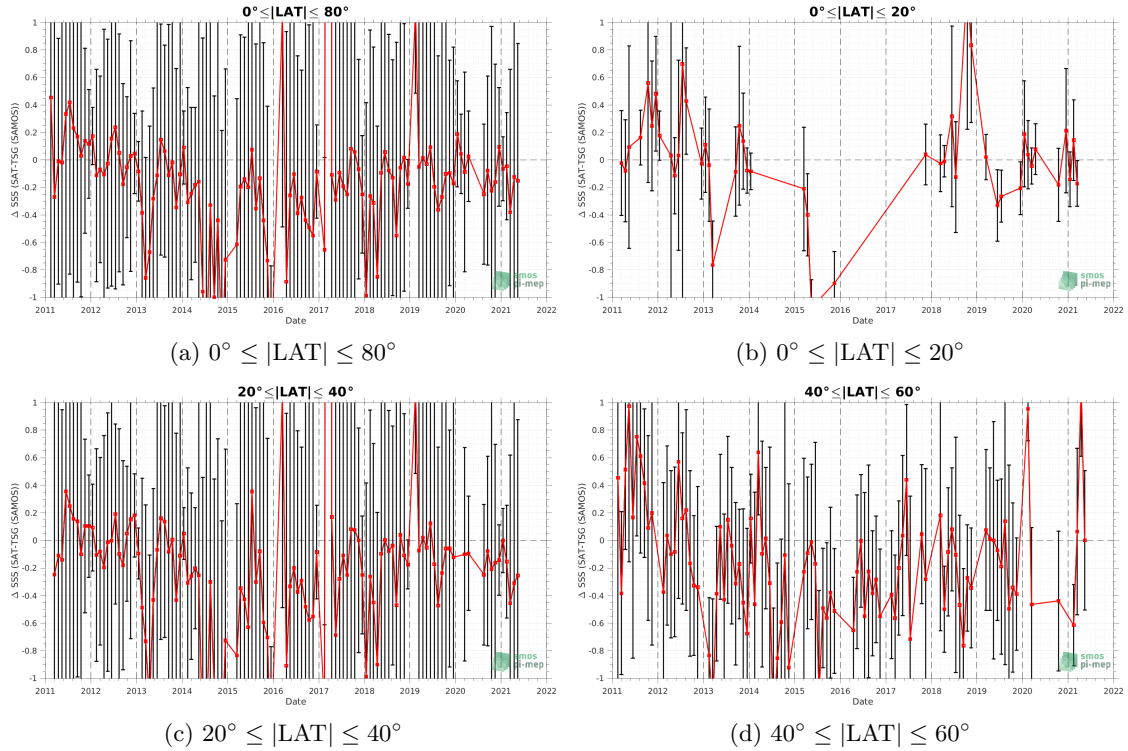 0°≤|LAT|≤ 80°
Δ SSS (SAT-TSG (SAMOS))
1
0.8
0.6
0.4
0.2
0
-0.2
-0.4
-0.6
-0.8
-1
2011 2012 2013 2014 2015 2016 2017 2018 2019 2020 2021 2022
Date
smos
pi-mep
(a) 0° ≤ |LAT| ≤ 80°
0°≤|LAT|≤ 20°
Δ SSS (SAT-TSG (SAMOS))
1
0.8
0.6
0.4
0.2
0
-0.2
-0.4
-0.6
-0.8
-1
2011 2012 2013 2014 2015 2016 2017 2018 2019 2020 2021 2022
Date
smos
pi-mep
(b) 0° ≤ |LAT| ≤ 20°
20°≤|LAT|≤ 40°
Δ SSS (SAT-TSG (SAMOS))
1
0.8
0.6
0.4
0.2
0
-0.2
-0.4
-0.6
-0.8
-1
2011 2012 2013 2014 2015 2016 2017 2018 2019 2020 2021 2022
Date
smos
pi-mep
(c) 20° ≤ |LAT| ≤ 40°
40°≤|LAT|≤ 60°
Δ SSS (SAT-TSG (SAMOS))
1
0.8
0.6
0.4
0.2
0
-0.2
-0.4
-0.6
-0.8
-1
2011 2012 2013 2014 2015 2016 2017 2018 2019 2020 2021 2022
Date
smos
pi-mep
(d) 40° ≤ |LAT| ≤ 60°